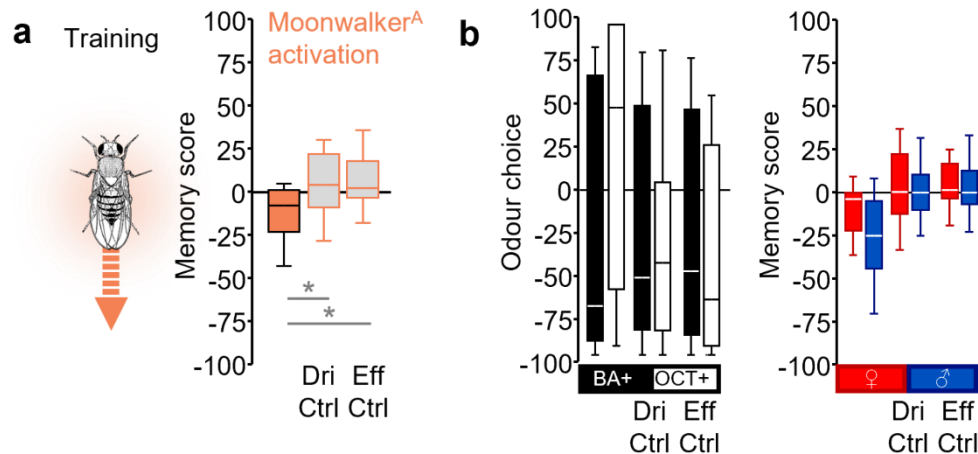 a
Training
Moonwalkerᴬ
activation
Memory score
100
75
50
25
0
-25
-50
-75
-100
*
*
Dri
Ctrl
Eff
Ctrl
b
Odour choice
100
75
50
25
0
-25
-50
-75
-100
BA+
OCT+
Dri
Ctrl
Eff
Ctrl
Memory score
100
75
50
25
0
-25
-50
-75
-100
♀
♂
Dri
Ctrl
Eff
Ctrl